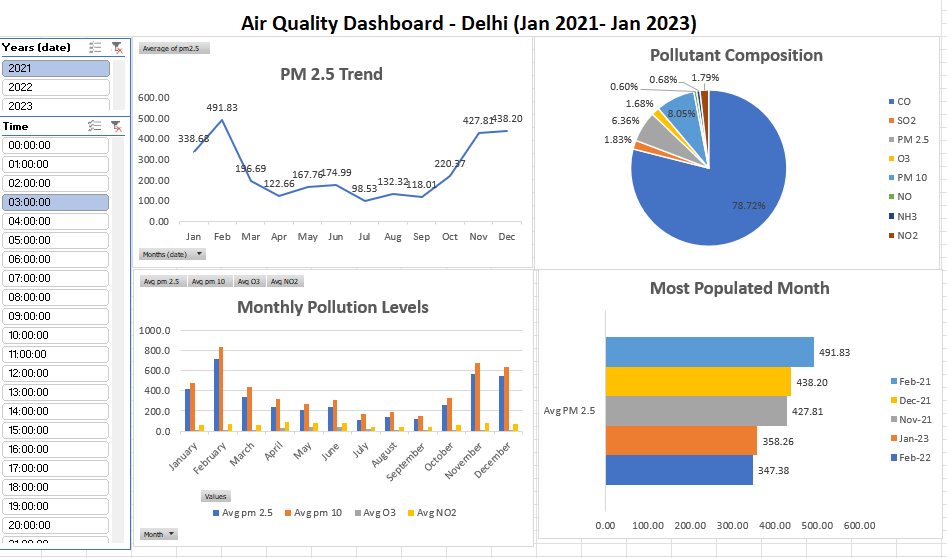 Air Quality Dashboard - Delhi (Jan 2021- Jan 2023)
Years (date)
2021
2022
2023
Time
00:00:00
01:00:00
02:00:00
03:00:00
04:00:00
05:00:00
06:00:00
07:00:00
08:00:00
09:00:00
10:00:00
11:00:00
12:00:00
13:00:00
14:00:00
15:00:00
16:00:00
17:00:00
18:00:00
19:00:00
20:00:00
21:00:00
Average of pm2.5
PM 2.5 Trend
600.00
500.00
400.00
300.00
200.00
100.00
0.00
338.68
491.83
196.69
122.66
167.76
174.99
98.53
132.32
118.01
220.37
427.81
438.20
Jan Feb Mar Apr May Jun Jul Aug Sep Oct Nov Dec
Months (date)
Pollutant Composition
0.60%
0.68%
1.79%
1.68%
8.05%
6.36%
1.83%
78.72%
CO
SO2
PM 2.5
O3
PM 10
NO
NH3
NO2
Avg pm 2.5 Avg pm 10 Avg O3 Avg NO2
Monthly Pollution Levels
1000.0
800.0
600.0
400.0
200.0
0.0
January February March April May June July August September October November December
Values
Avg pm 2.5 Avg pm 10 Avg O3 Avg NO2
Month
Most Populated Month
Avg PM 2.5
491.83
438.20
427.81
358.26
347.38
0.00 100.00 200.00 300.00 400.00 500.00 600.00
Feb-21
Dec-21
Nov-21
Jan-23
Feb-22